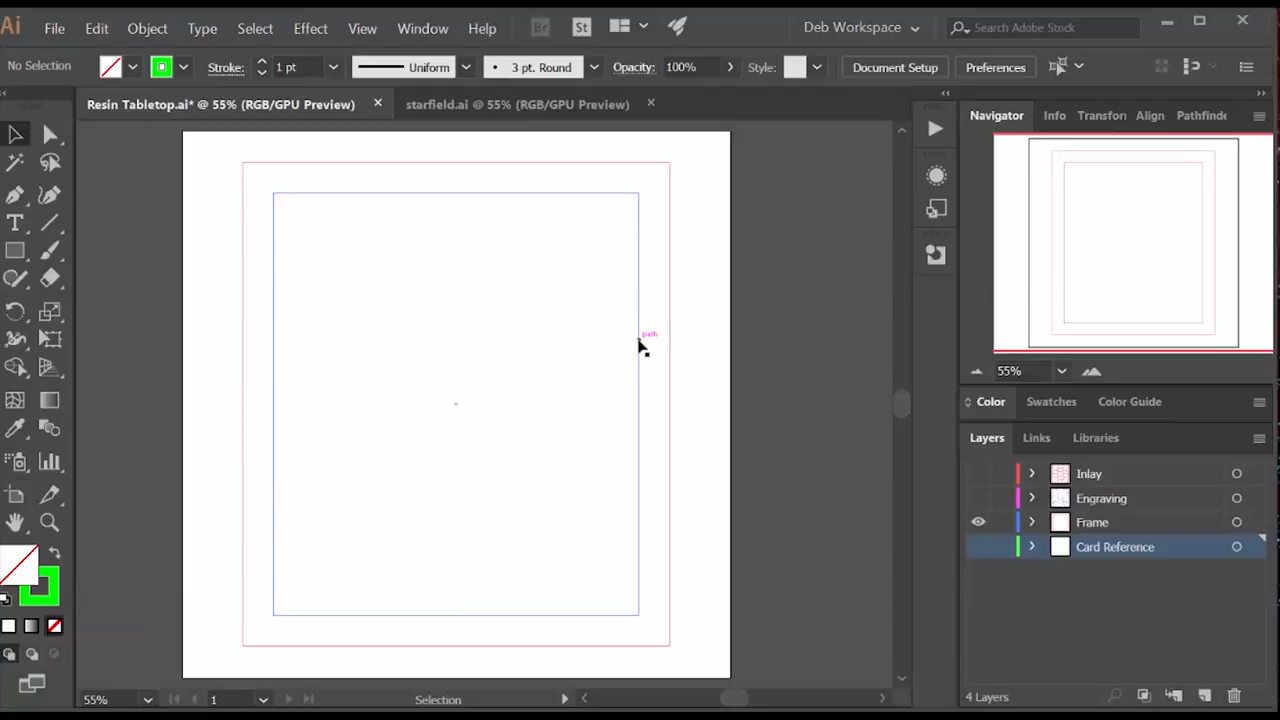 Ai File Edit Object Type Select Effect View Window Help Br St Deb Workspace Search Adobe Stock
No Selection Stroke: 1 pt Uniform 3 pt. Round Opacity: 100% Style: Document Setup Preferences
Resin Tabletop.ai* @ 55% (RGB/GPU Preview) × starfield.ai @ 55% (RGB/GPU Preview) ×
Navigator Info Transform Align Pathfinde
path
55%
Color Swatches Color Guide
Layers Links Libraries
Inlay
Engraving
Frame
Card Reference
4 Layers
55% 1 Selection